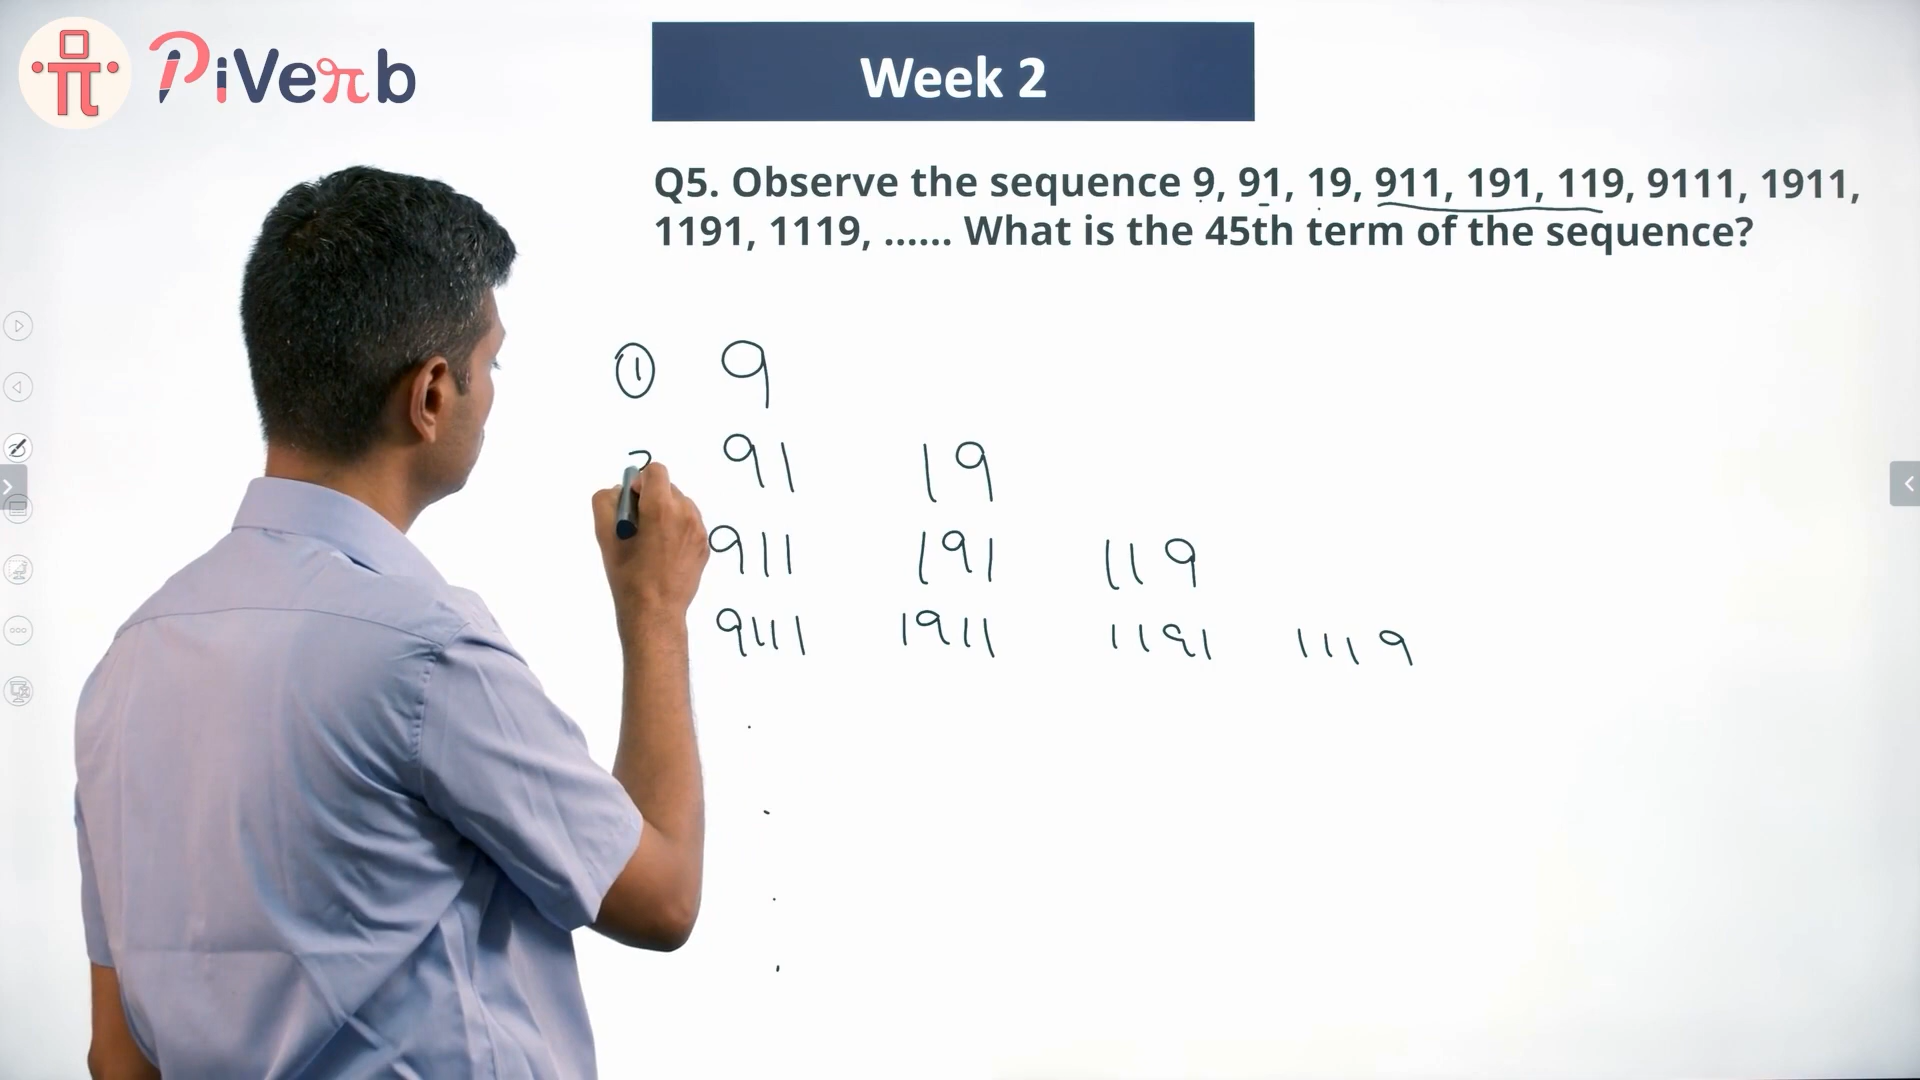 PiVerb
Week 2
Q5. Observe the sequence 9, 91, 19, 911, 191, 119, 9111, 1911,
1191, 1119, ...... What is the 45th term of the sequence?
1 9
2 91 19
911 191 119
9111 1911 1191 1119